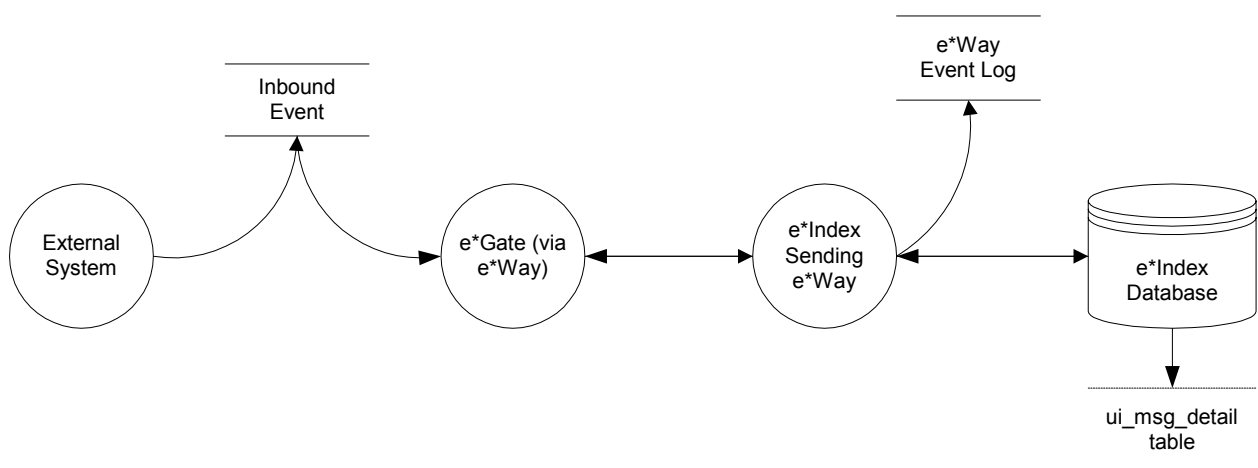 Inbound
Event
e*Way
Event Log
External
System
e*Gate (via
e*Way)
e*Index
Sending
e*Way
e*Index
Database
ui_msg_detail
table